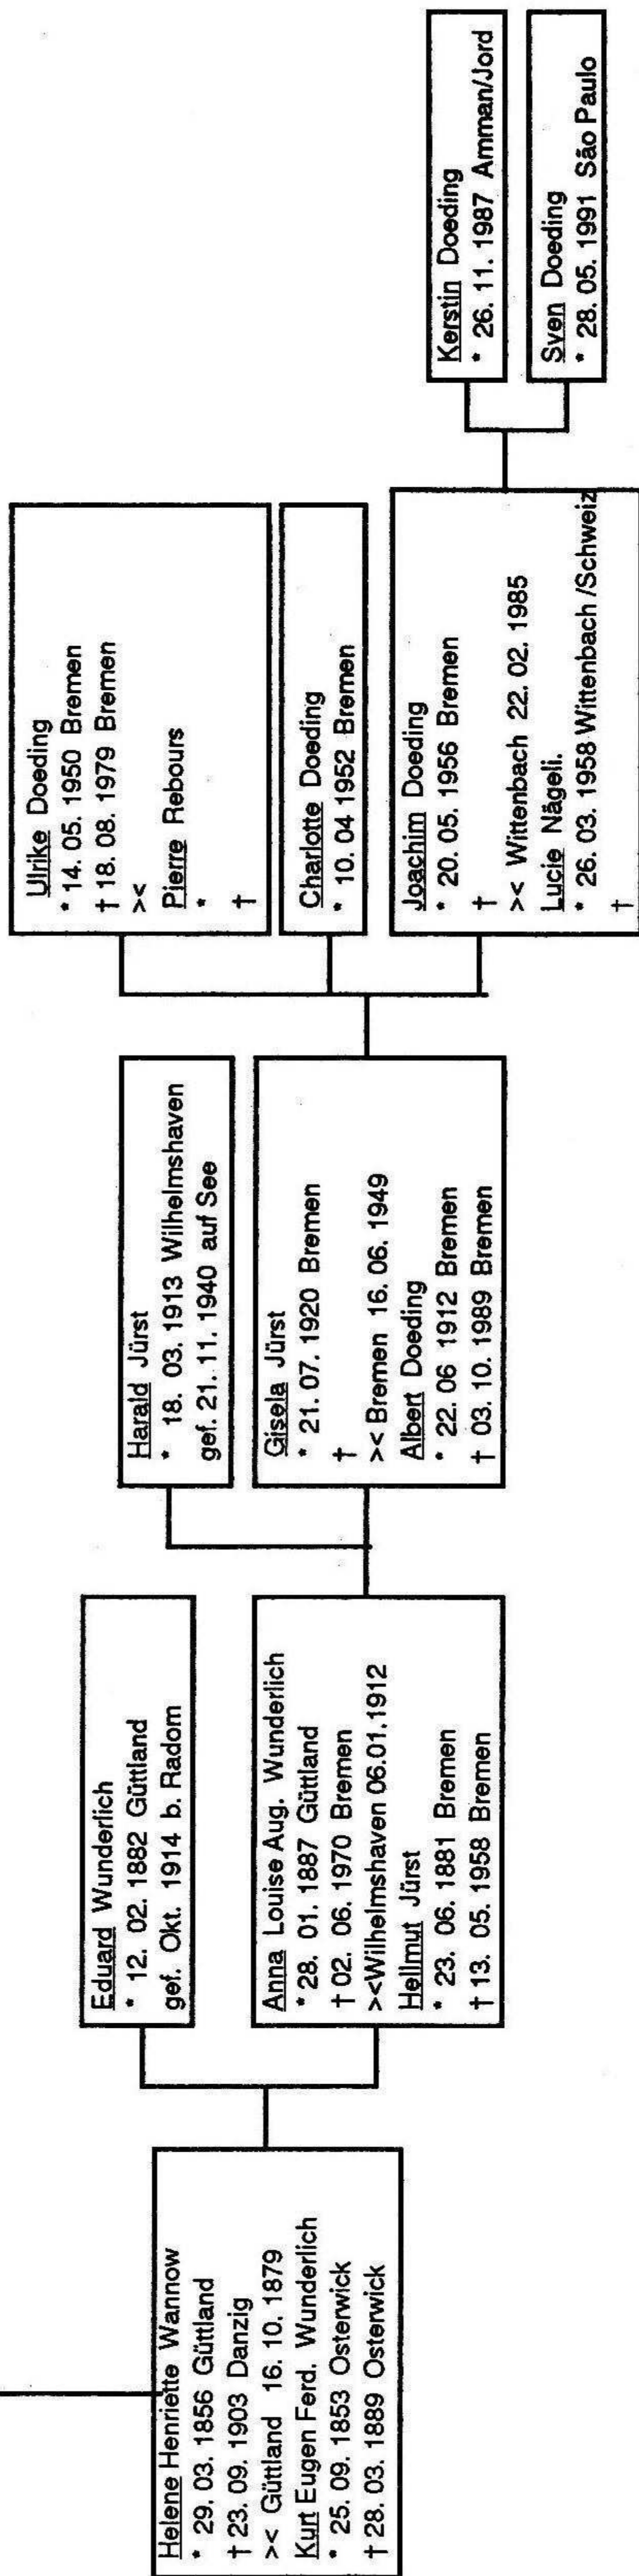 Helene Henriette Wannow
* 29. 03. 1856 Güttland
† 23. 09. 1903 Danzig
>< Güttland 16. 10. 1879
Kurt Eugen Ferd. Wunderlich
* 25. 09. 1853 Osterwick
† 28. 03. 1889 Osterwick
Eduard Wunderlich
* 12. 02. 1882 Güttland
gef. Okt. 1914 b. Radom
Anna Louise Aug. Wunderlich
* 28. 01. 1887 Güttland
† 02. 06. 1970 Bremen
><Wilhelmshaven 06.01.1912
Hellmut Jürst
* 23. 06. 1881 Bremen
† 13. 05. 1958 Bremen
Harald Jürst
* 18. 03. 1913 Wilhelmshaven
gef. 21. 11. 1940 auf See
Gisela Jürst
* 21. 07. 1920 Bremen
†
>< Bremen 16. 06. 1949
Albert Doeding
* 22. 06 1912 Bremen
† 03. 10. 1989 Bremen
Ulrike Doeding
* 14. 05. 1950 Bremen
† 18. 08. 1979 Bremen
><
Pierre Rebours
*
†
Charlotte Doeding
* 10. 04 1952 Bremen
Joachim Doeding
* 20. 05. 1956 Bremen
†
>< Wittenbach 22. 02. 1985
Lucie Nägeli.
* 26. 03. 1958 Wittenbach /Schweiz
†
Kerstin Doeding
* 26. 11. 1987 Amman/Jord
Sven Doeding
* 28. 05. 1991 São Paulo